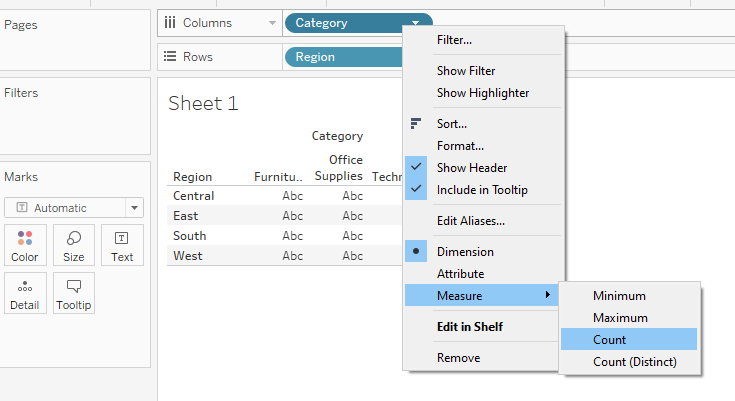 Pages
Columns
Category
Rows
Region
Filters
Sheet 1
Category
Region
Furnitu..
Office
Supplies
Techn
Central
Abc
Abc
East
Abc
Abc
South
Abc
Abc
West
Abc
Abc
Marks
Automatic
Color
Size
Text
Detail
Tooltip
Filter...
Show Filter
Show Highlighter
Sort...
Format...
Show Header
Include in Tooltip
Edit Aliases...
Dimension
Attribute
Measure
Edit in Shelf
Remove
Minimum
Maximum
Count
Count (Distinct)